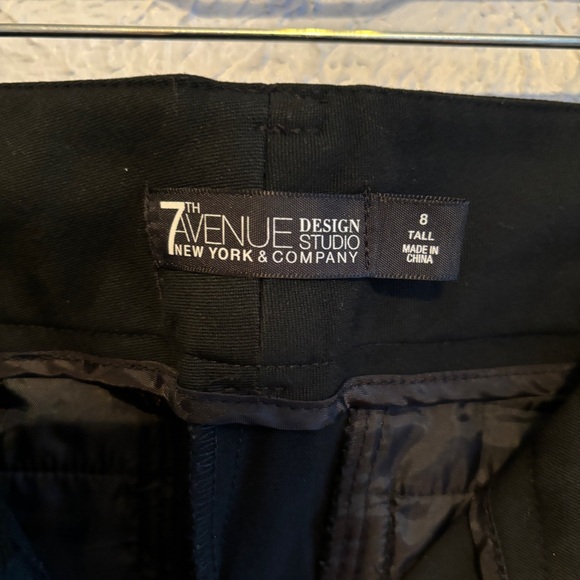 7TH AVENUE DESIGN STUDIO
NEW YORK & COMPANY
8
TALL
MADE IN
CHINA